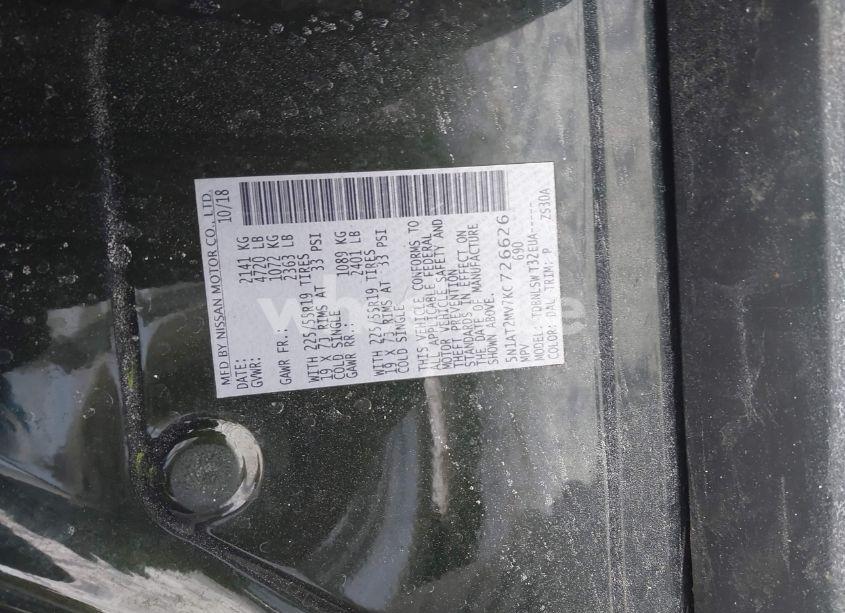 MFD BY NISSAN MOTOR CO., LTD.
DATE: 10/18
GVWR: 2141 KG
4720 LB
GAWR FR.: 1072 KG
2363 LB
WITH 225/55R19 TIRES
19 X 7J RIMS AT 33 PSI
COLD SINGLE
GAWR RR.: 1089 KG
2401 LB
WITH 225/55R19 TIRES
19 X 7J RIMS AT 33 PSI
COLD SINGLE
THIS VEHICLE CONFORMS TO
ALL APPLICABLE FEDERAL
MOTOR VEHICLE SAFETY AND
THEFT PREVENTION
STANDARDS IN EFFECT ON
THE DATE OF MANUFACTURE
SHOWN ABOVE.
5N1AT2MV7KC726626
MPV 690
MODEL:
COLOR: DAL TRIM: P